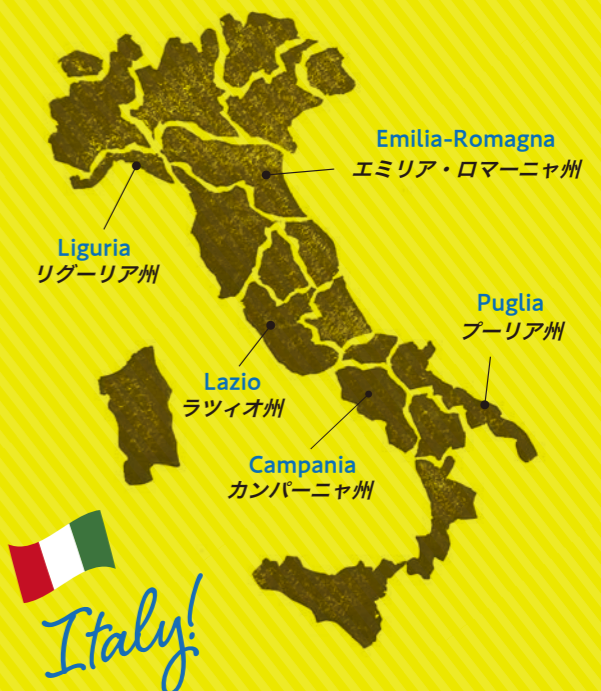 Emilia-Romagna
エミリア・ロマーニャ州
Liguria
リグーリア州
Puglia
プーリア州
Lazio
ラツィオ州
Campania
カンパーニャ州
Italy!